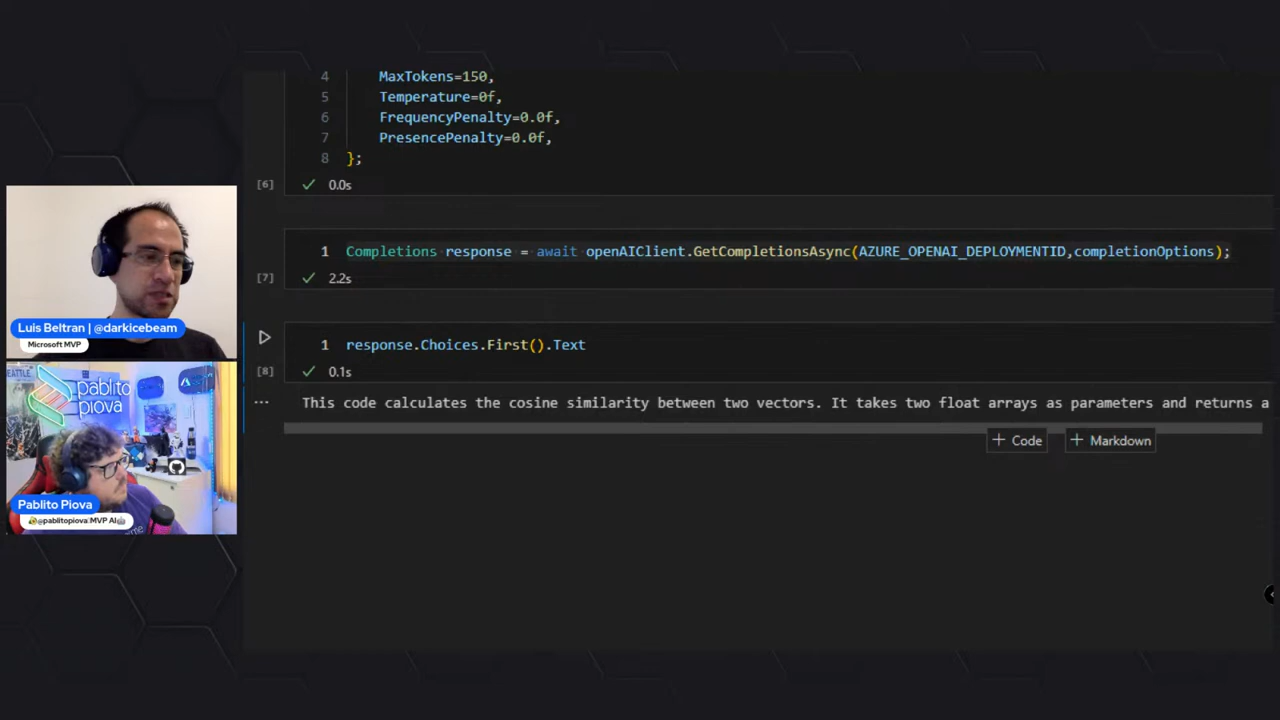 4 MaxTokens=150,
5 Temperature=0f,
6 FrequencyPenalty=0.0f,
7 PresencePenalty=0.0f,
8 };
[6] 0.0s
1 Completions response = await openAIClient.GetCompletionsAsync(AZURE_OPENAI_DEPLOYMENTID,completionOptions);
[7] 2.2s
1 response.Choices.First().Text
[8] 0.1s
... This code calculates the cosine similarity between two vectors. It takes two float arrays as parameters and returns a
+ Code + Markdown
Luis Beltran | @darkicebeam
Microsoft MVP
pablito
piova
Pablito Piova
@pablitopiova MVP AI